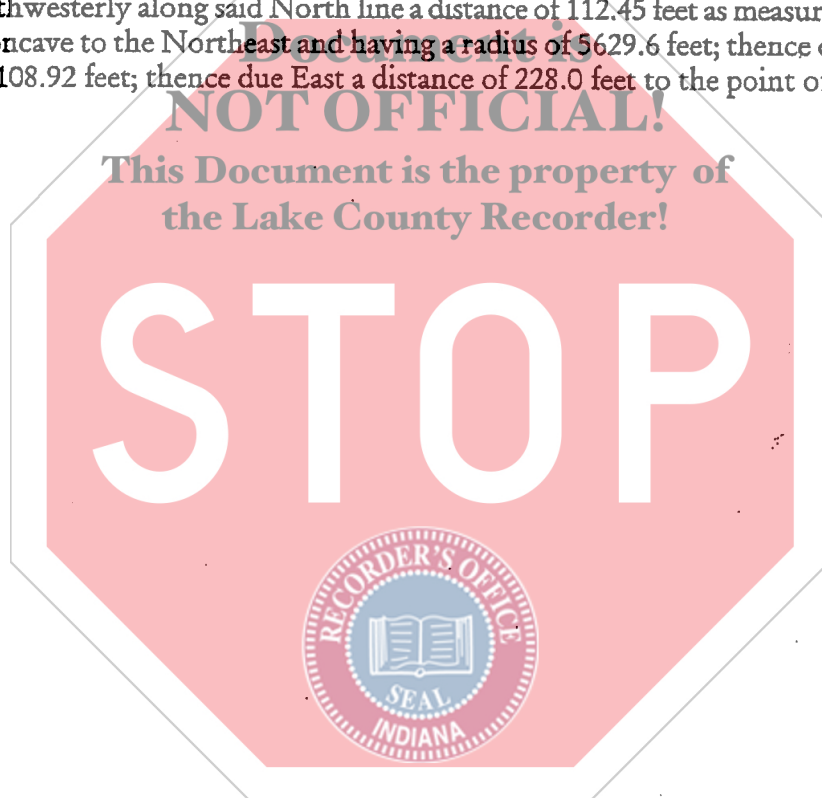 thwesterly along said North line a distance of 112.45 feet as measur
ncave to the Northeast and having a radius of 5629.6 feet; thence
108.92 feet; thence due East a distance of 228.0 feet to the point of
Document is
NOT OFFICIAL!
This Document is the property of
the Lake County Recorder!
STOP
RECORDER'S OFFICE
SEAL
INDIANA